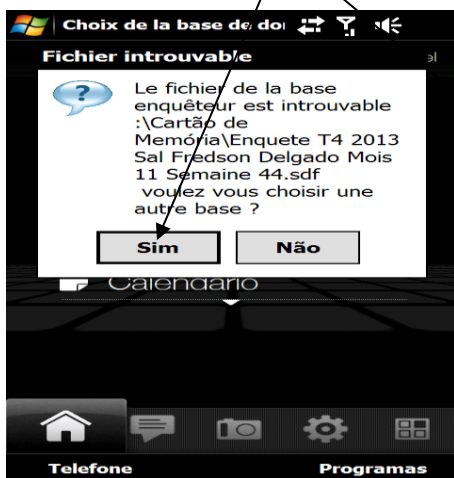 Choix de la base de do
Fichier introuvable
el
Le fichier de la base
enquêteur est introuvable
:\Cartão de
Memória\Enquete T4 2013
Sal Fredson Delgado Mois
11 Semaine 44.sdf
voulez vous choisir une
autre base ?
Sim Não
Calendário
Telefone Programas